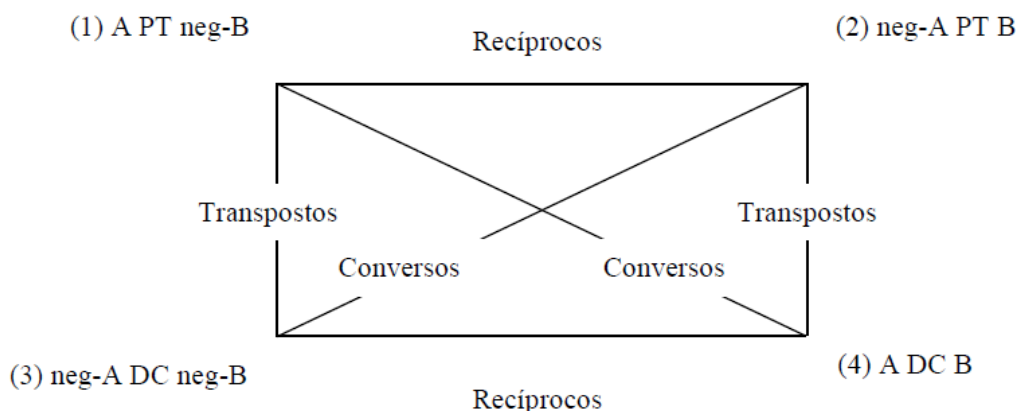 (1) A PT neg-B
Recíprocos
(2) neg-A PT B
Transpostos
Transpostos
Conversos
Conversos
(3) neg-A DC neg-B
(4) A DC B
Recíprocos